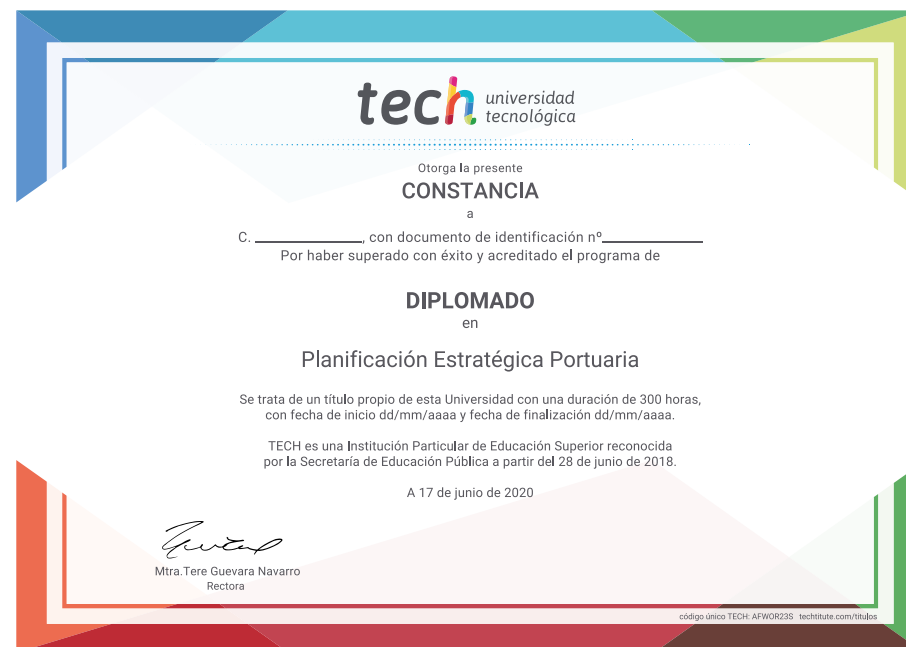 tech universidad
tecnológica
Otorga la presente
CONSTANCIA
a
C. ____________, con documento de identificación nº____________
Por haber superado con éxito y acreditado el programa de
DIPLOMADO
en
Planificación Estratégica Portuaria
Se trata de un título propio de esta Universidad con una duración de 300 horas,
con fecha de inicio dd/mm/aaaa y fecha de finalización dd/mm/aaaa.
TECH es una Institución Particular de Educación Superior reconocida
por la Secretaría de Educación Pública a partir del 28 de junio de 2018.
A 17 de junio de 2020
Mtra.Tere Guevara Navarro
Rectora
código único TECH: AFWOR23S techtitute.com/titulos